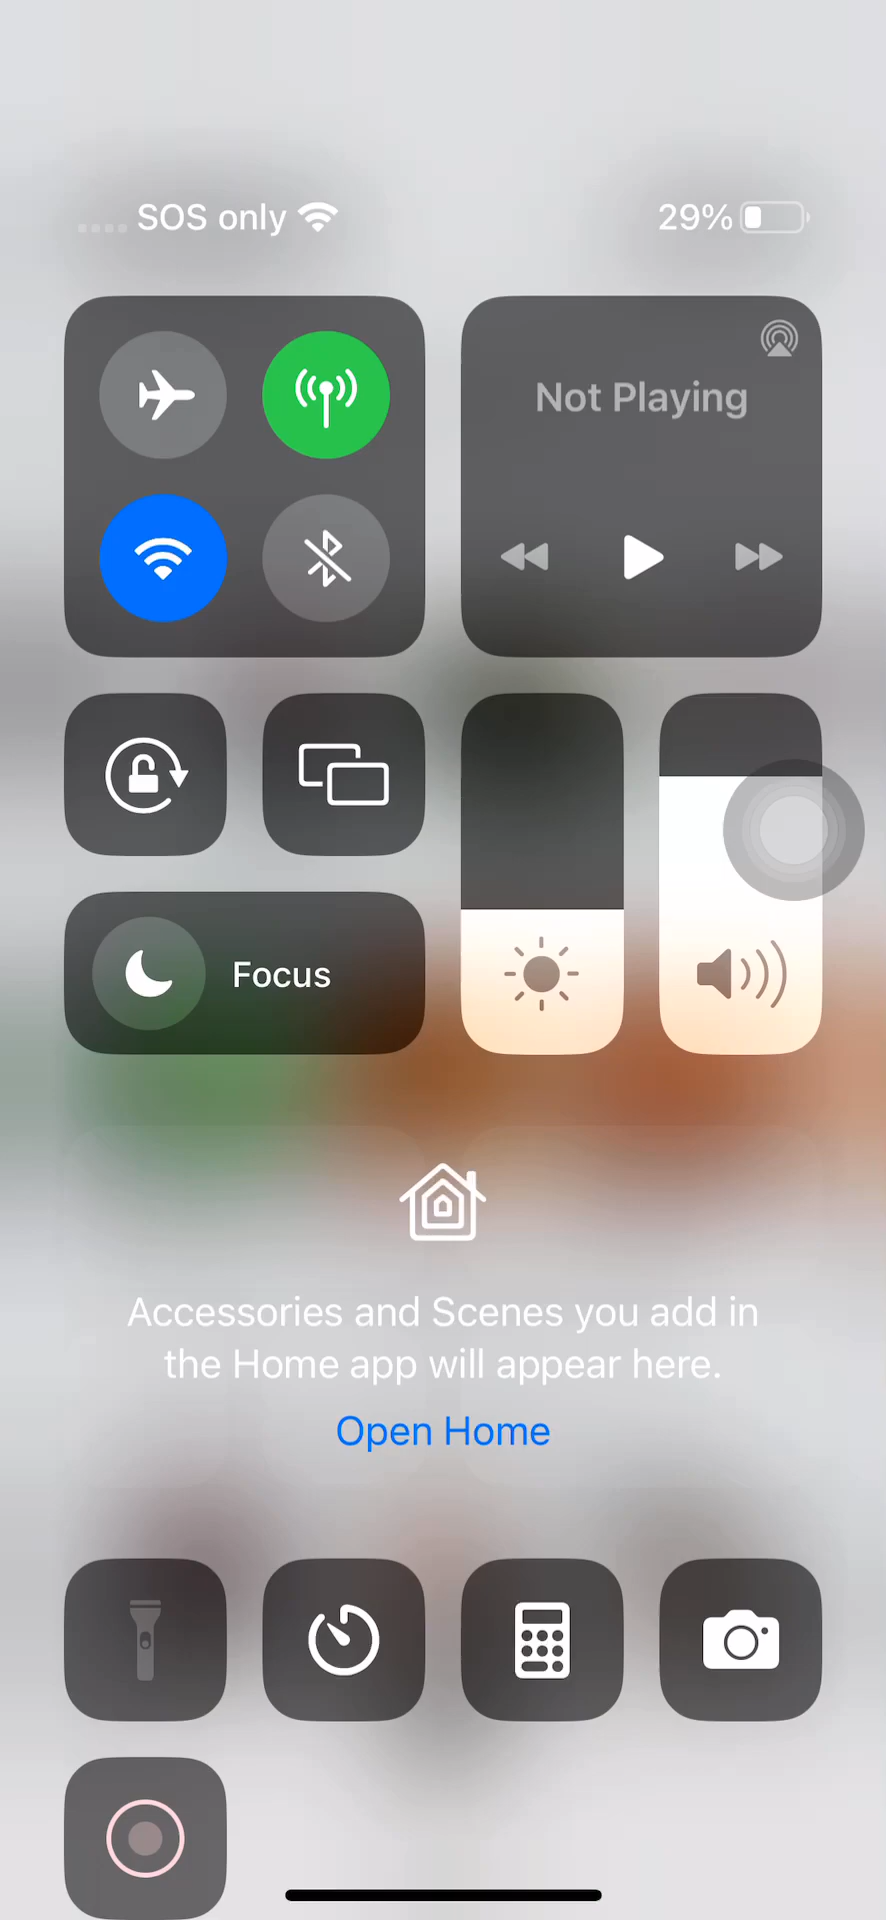 SOS only
29%
Not Playing
Focus
Accessories and Scenes you add in
the Home app will appear here.
Open Home